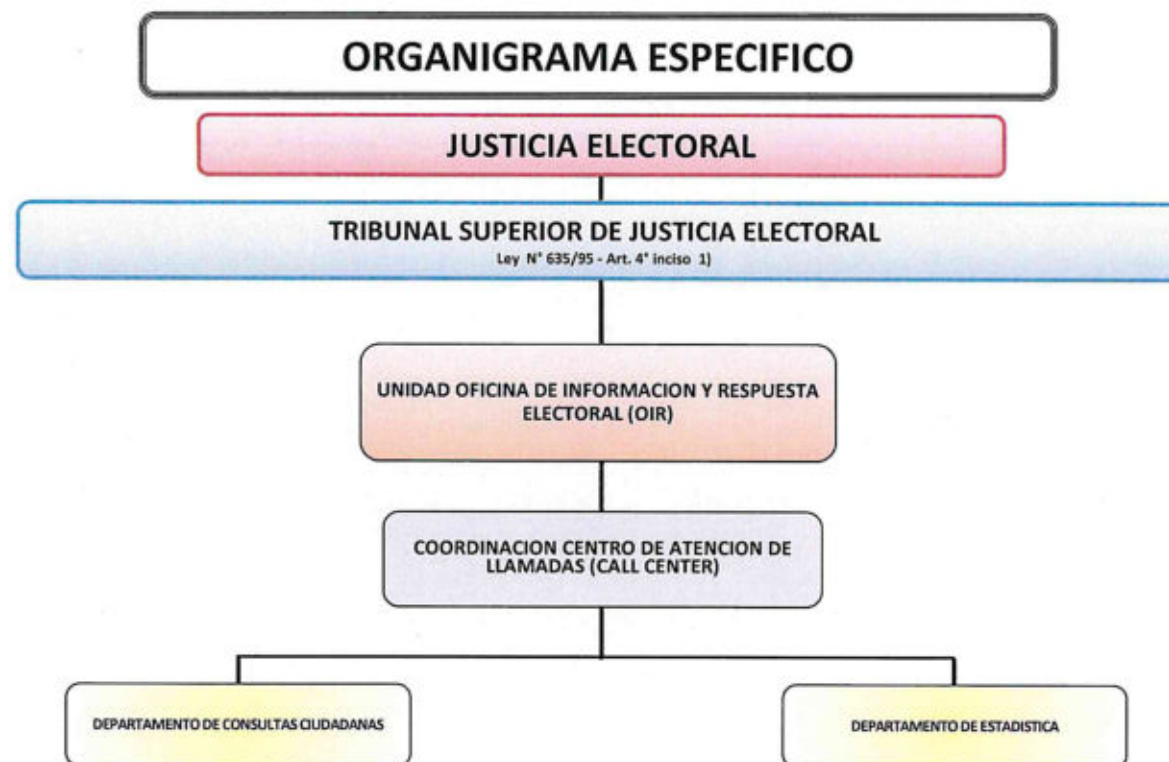 ORGANIGRAMA ESPECIFICO
JUSTICIA ELECTORAL
TRIBUNAL SUPERIOR DE JUSTICIA ELECTORAL
Ley N° 635/95 - Art. 4° inciso 1)
UNIDAD OFICINA DE INFORMACION Y RESPUESTA
ELECTORAL (OIR)
COORDINACION CENTRO DE ATENCION DE
LLAMADAS (CALL CENTER)
DEPARTAMENTO DE CONSULTAS CIUDADANAS
DEPARTAMENTO DE ESTADISTICA